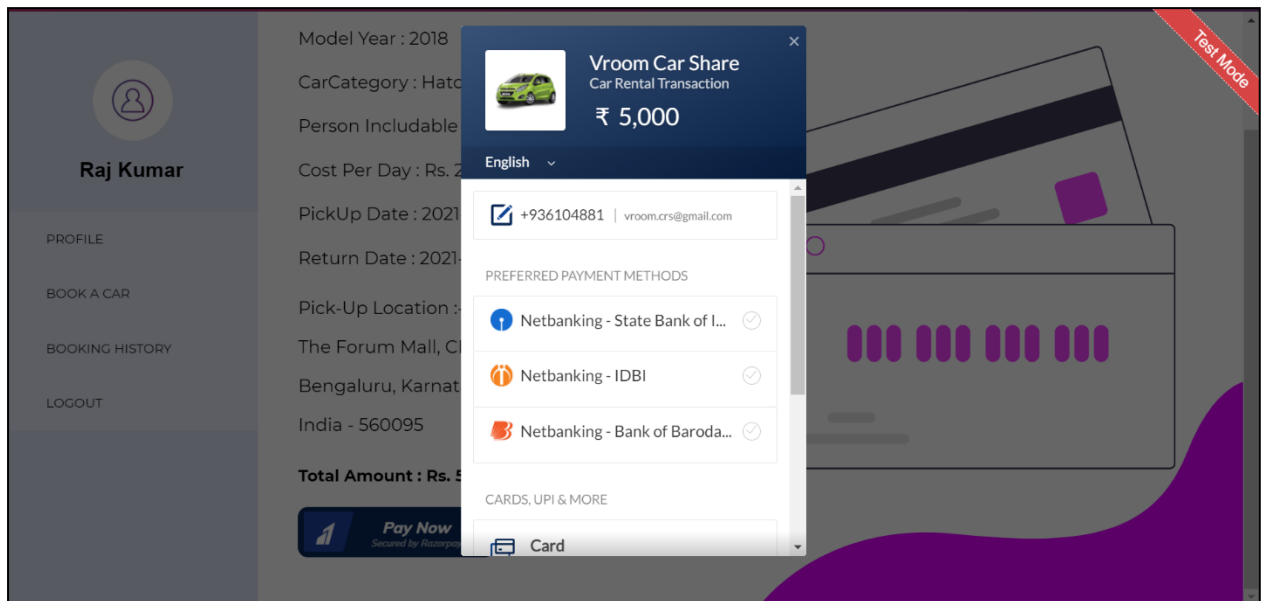 Raj Kumar
PROFILE
BOOK A CAR
BOOKING HISTORY
LOGOUT
Model Year : 2018
CarCategory : Hatc
Person Includable
Cost Per Day : Rs. 2
PickUp Date : 2021
Return Date : 2021-
Pick-Up Location :-
The Forum Mall, C
Bengaluru, Karnat
India - 560095
Total Amount : Rs. 5
Pay Now
Secured by Razorpay
×
Vroom Car Share
Car Rental Transaction
₹ 5,000
English
+936104881 | vroom.crs@gmail.com
PREFERRED PAYMENT METHODS
Netbanking - State Bank of I...
Netbanking - IDBI
Netbanking - Bank of Baroda...
CARDS, UPI & MORE
Card
Test Mode